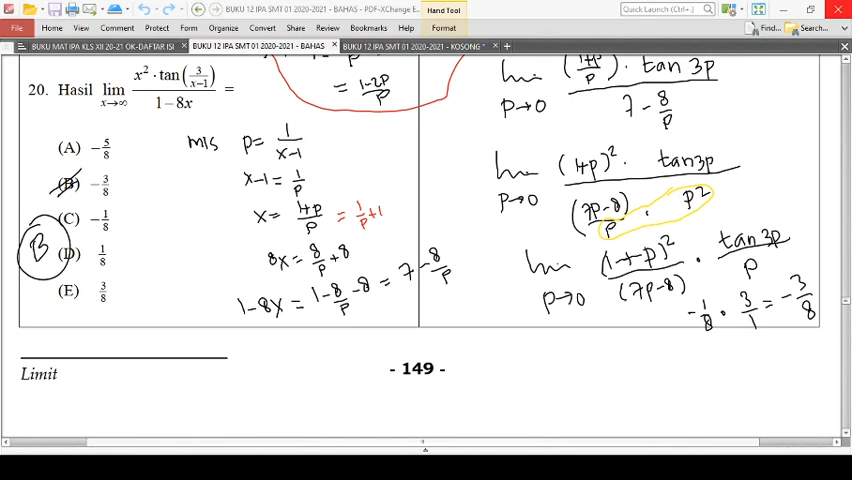 BUKU 12 IPA SMT 01 2020-2021 - BAHAS - PDF-XChange E...
Hand Tool
Quick Launch (Ctrl+.)
File Home Convert Organize Comment View Protect Form Share Help Format Find... Search...
BUKU MAT IPA KLS XII 20-21 OK-DAFTAR ISI × BUKU 12 IPA SMT 01 2020-2021 - BAHAS × BUKU 12 IPA SMT 01 2020-2021 - KOSONG * ×
= (1-2p)/p
lim p→0 ((1+p)/p)² · tan 3p / (7 - 8/p)
20. Hasil lim x→∞ x² · tan(3/(x−1)) / (1 − 8x) =
(A) −5/8
(B) −3/8
(C) −1/8
(D) 1/8
(E) 3/8
B
mis p = 1/(x-1)
x-1 = 1/p
x = (1+p)/p = 1/p + 1
8x = 8/p + 8
1-8x = 1 - 8/p - 8 = 7 - 8/p
lim p→0 (1+p)² · tan3p / ((7p-8)/p · p²)
lim p→0 (1+p)²/(7p-8) · tan3p/p
-1/8 · 3/1 = -3/8
Limit
- 149 -